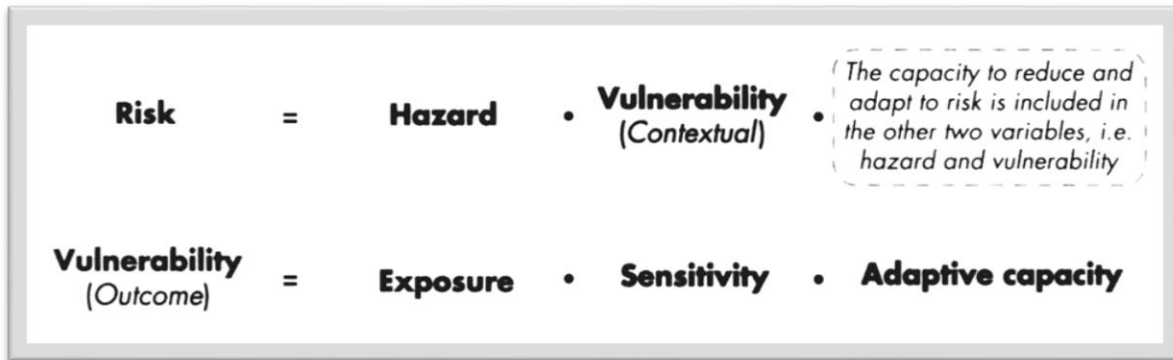 Risk = Hazard • Vulnerability (Contextual) •
The capacity to reduce and
adapt to risk is included in
the other two variables, i.e.
hazard and vulnerability
Vulnerability (Outcome) = Exposure • Sensitivity • Adaptive capacity